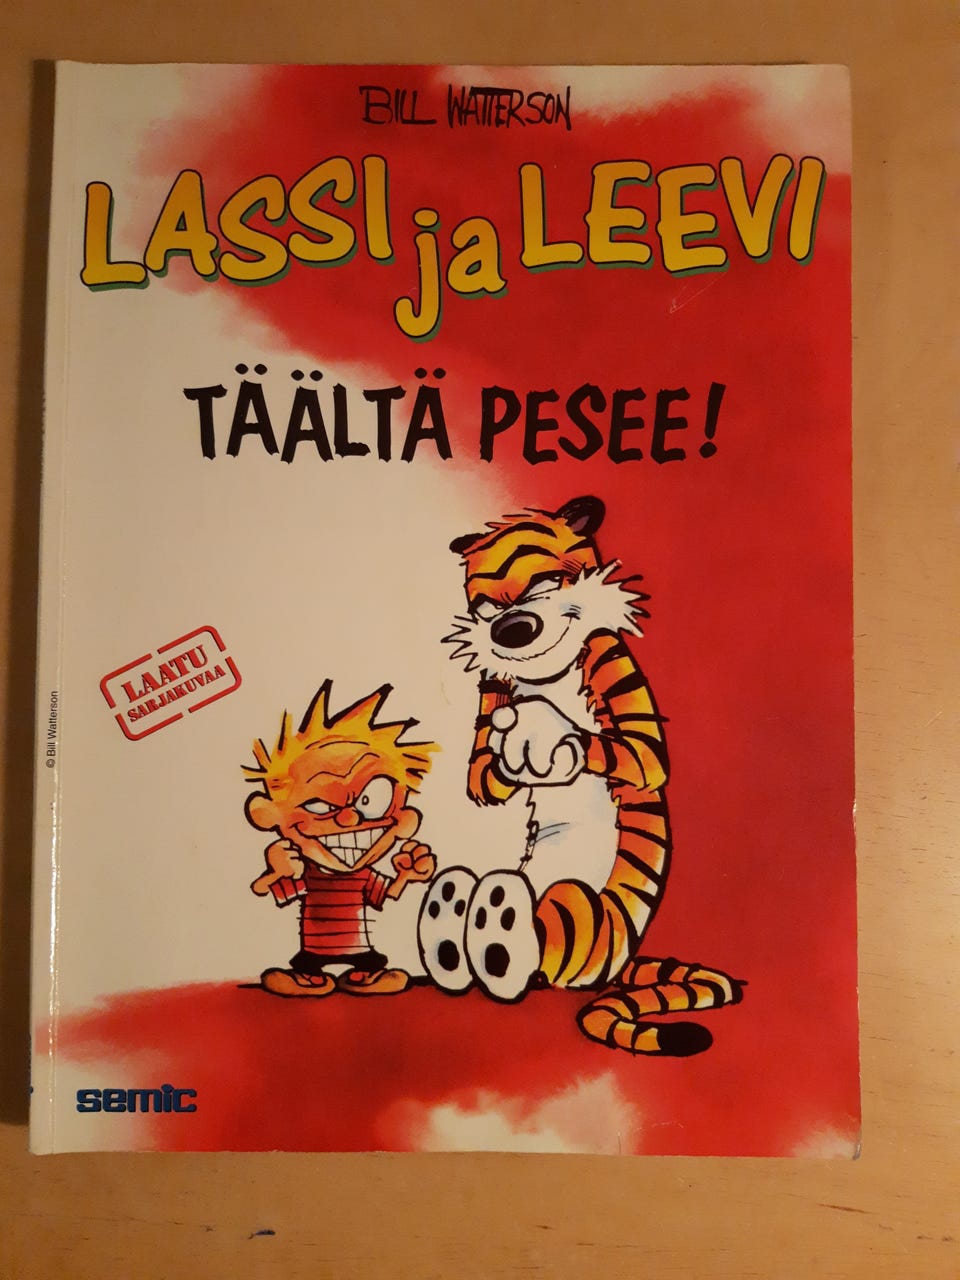 BILL WATTERSON
LASSI ja LEEVI
TÄÄLTÄ PESEE!
LAATU
SARJAKUVAA
© Bill Watterson
semic